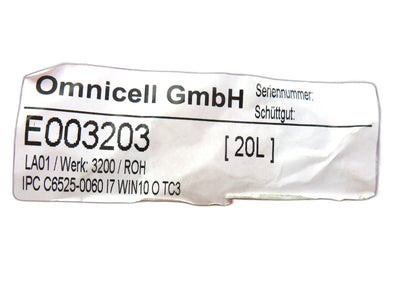 Omnicell GmbH
Seriennummer:
Schüttgut:
E003203
[ 20L ]
LA01 / Werk: 3200 / ROH
IPC C6525-0060 I7 WIN10 O TC3